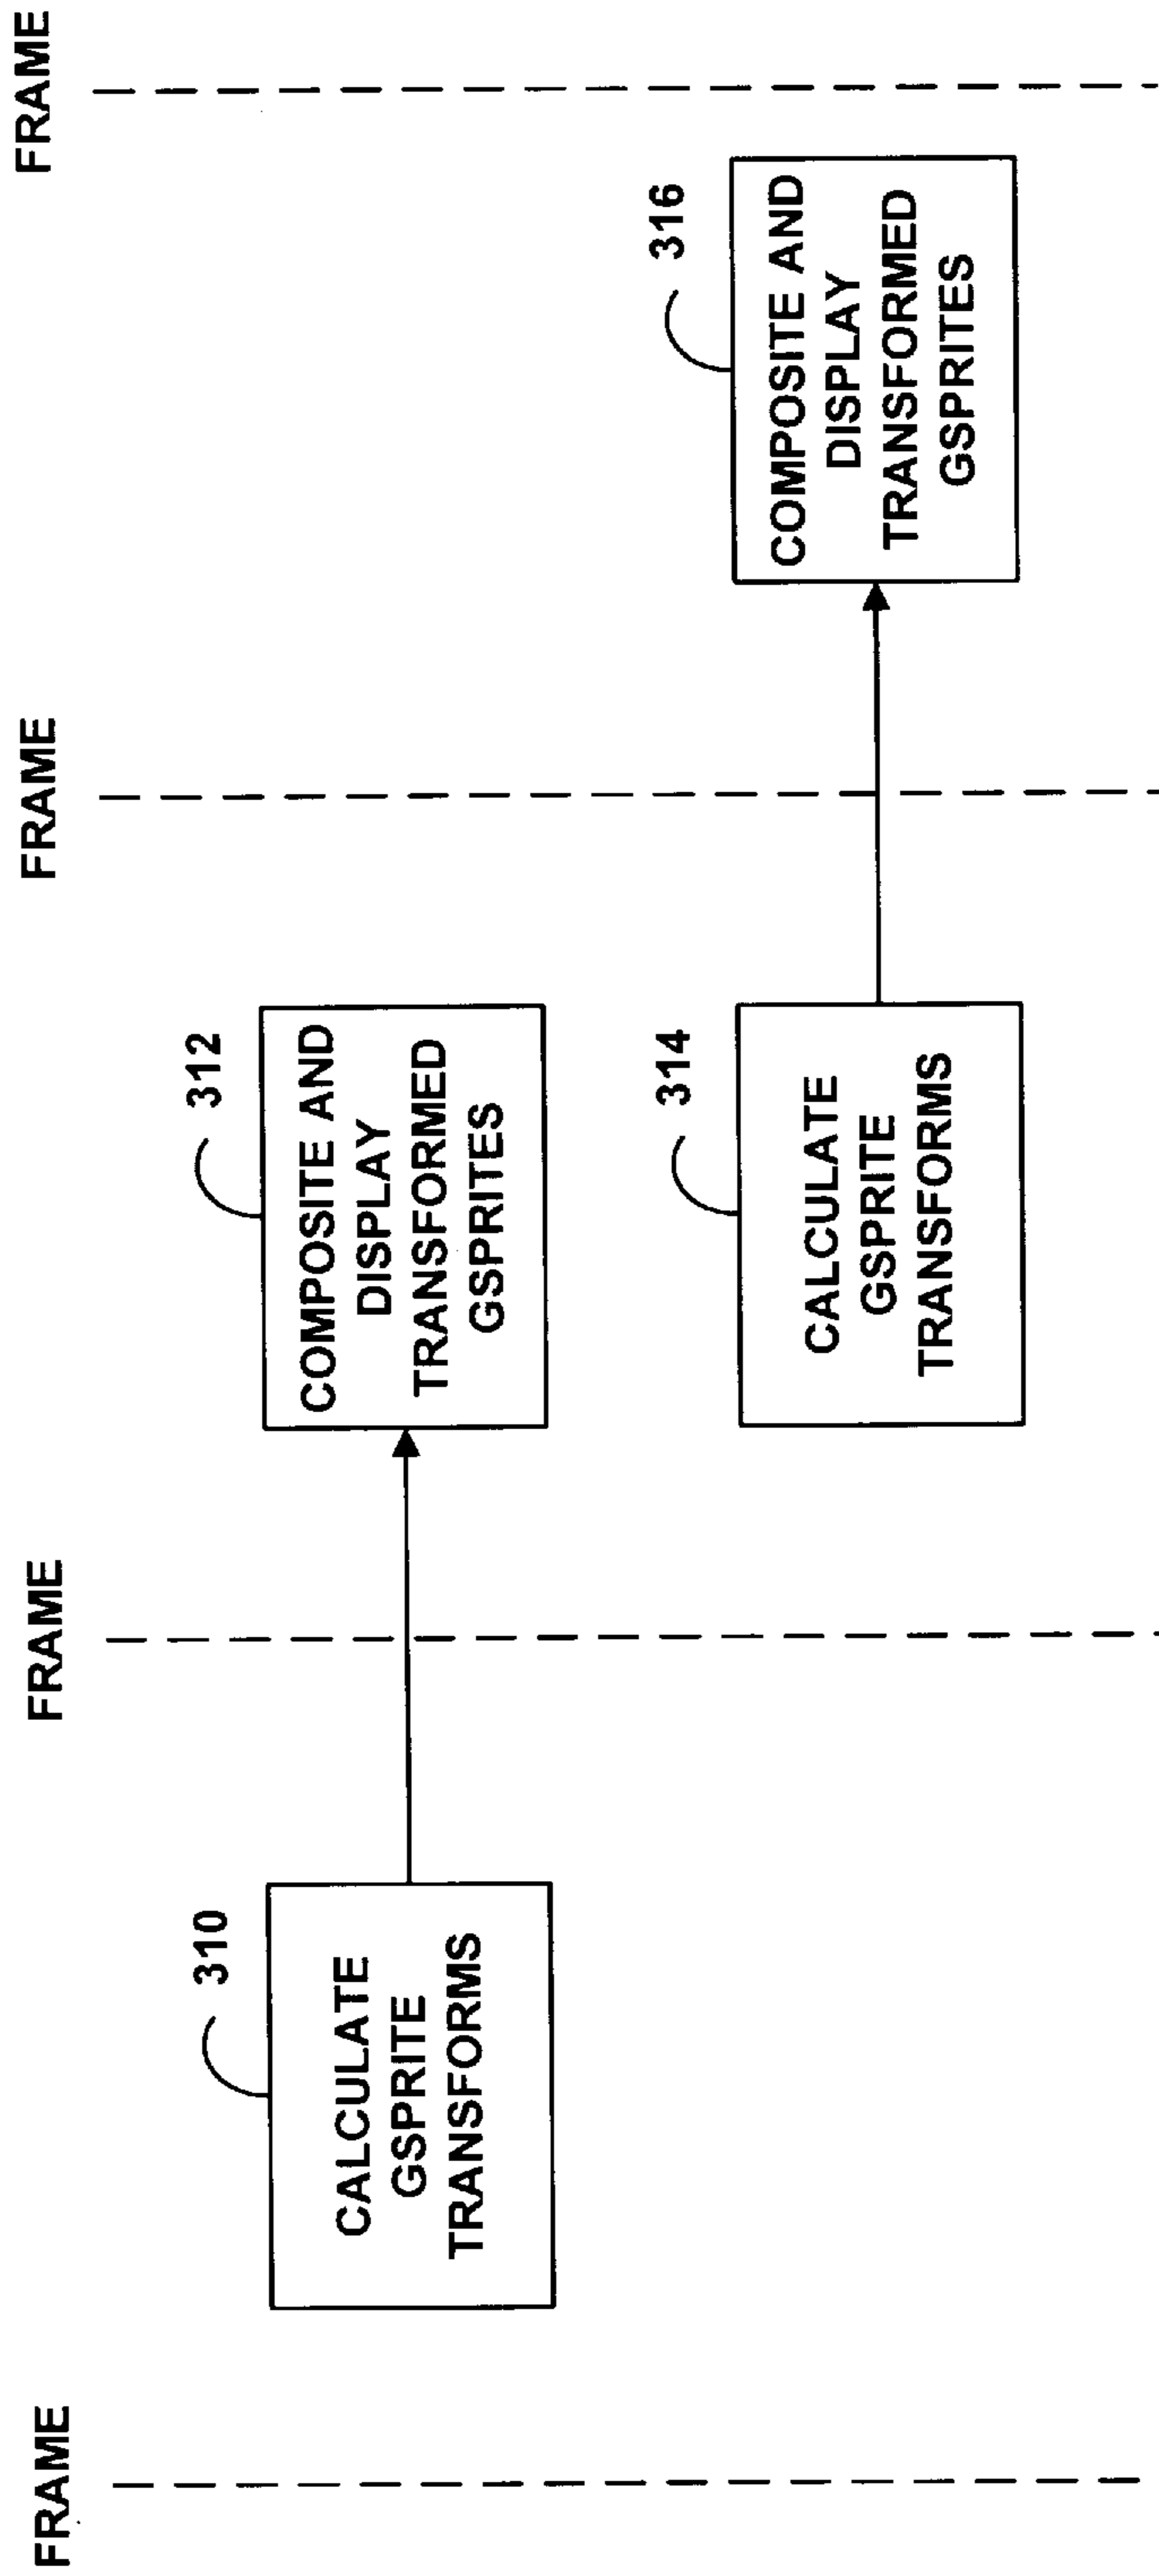 FRAME
FRAME
FRAME
FRAME
310
CALCULATE
GSPRITE
TRANSFORMS
312
COMPOSITE AND
DISPLAY
TRANSFORMED
GSPRITES
314
CALCULATE
GSPRITE
TRANSFORMS
316
COMPOSITE AND
DISPLAY
TRANSFORMED
GSPRITES